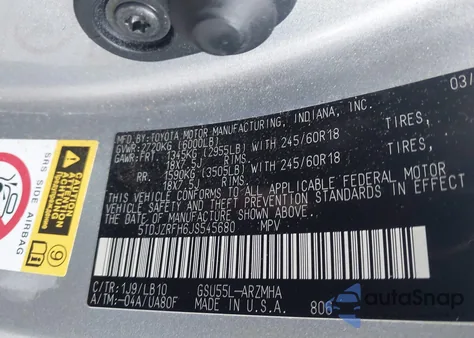 03/
MFD. BY: TOYOTA MOTOR MANUFACTURING, INDIANA, INC.
GVWR: 2720KG (6000LB)
GAWR: FRT. 1345KG (2955LB) WITH 245/60R18 TIRES,
18X7.5J RIMS.
RR. 1590KG (3505LB) WITH 245/60R18 TIRES,
18X7.5J RIMS.
THIS VEHICLE CONFORMS TO ALL APPLICABLE FEDERAL MOTOR
VEHICLE SAFETY AND THEFT PREVENTION STANDARDS IN EFFECT
ON THE DATE OF MANUFACTURE SHOWN ABOVE.
5TDJZRFH6JS545680 MPV
C/TR: 1J9/LB10 GSU55L-ARZMHA
A/TM: -04A/UA80F MADE IN U.S.A. 806
SRS SIDE AIRBAG
CAUTION
9
autoSnap